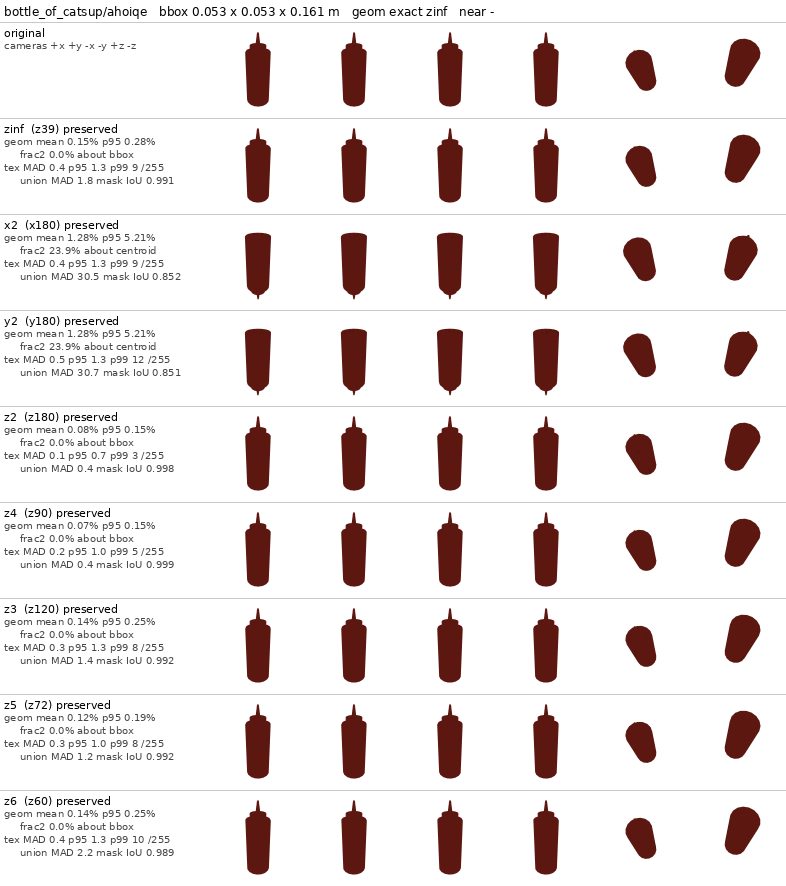 bottle_of_catsup/ahoiqe   bbox 0.053 x 0.053 x 0.161 m   geom exact zinf   near -
original
cameras +x +y -x -y +z -z
zinf  (z39) preserved
geom mean 0.15% p95 0.28%
frac2 0.0% about bbox
tex MAD 0.4 p95 1.3 p99 9 /255
union MAD 1.8 mask IoU 0.991
x2  (x180) preserved
geom mean 1.28% p95 5.21%
frac2 23.9% about centroid
tex MAD 0.4 p95 1.3 p99 9 /255
union MAD 30.5 mask IoU 0.852
y2  (y180) preserved
geom mean 1.28% p95 5.21%
frac2 23.9% about centroid
tex MAD 0.5 p95 1.3 p99 12 /255
union MAD 30.7 mask IoU 0.851
z2  (z180) preserved
geom mean 0.08% p95 0.15%
frac2 0.0% about bbox
tex MAD 0.1 p95 0.7 p99 3 /255
union MAD 0.4 mask IoU 0.998
z4  (z90) preserved
geom mean 0.07% p95 0.15%
frac2 0.0% about bbox
tex MAD 0.2 p95 1.0 p99 5 /255
union MAD 0.4 mask IoU 0.999
z3  (z120) preserved
geom mean 0.14% p95 0.25%
frac2 0.0% about bbox
tex MAD 0.3 p95 1.3 p99 8 /255
union MAD 1.4 mask IoU 0.992
z5  (z72) preserved
geom mean 0.12% p95 0.19%
frac2 0.0% about bbox
tex MAD 0.3 p95 1.0 p99 8 /255
union MAD 1.2 mask IoU 0.992
z6  (z60) preserved
geom mean 0.14% p95 0.25%
frac2 0.0% about bbox
tex MAD 0.4 p95 1.3 p99 10 /255
union MAD 2.2 mask IoU 0.989